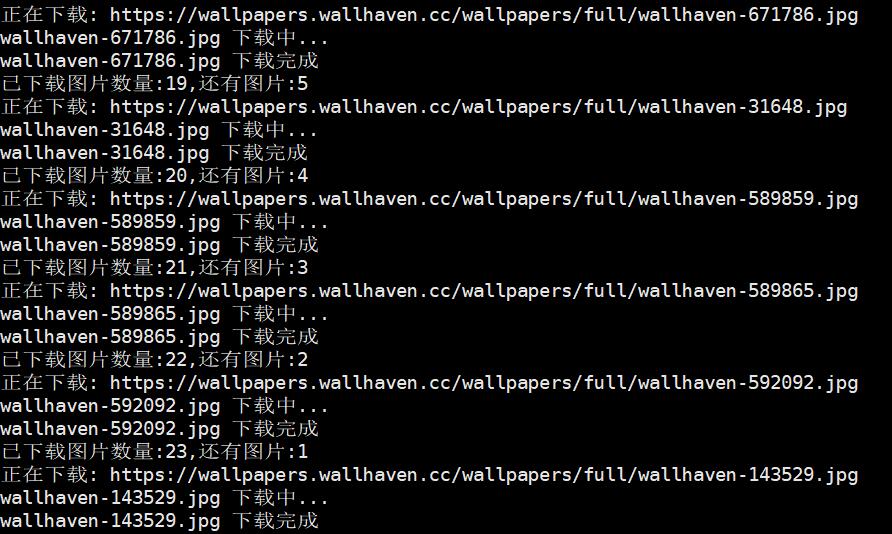 正在下载: https://wallpapers.wallhaven.cc/wallpapers/full/wallhaven-671786.jpg
wallhaven-671786.jpg 下载中...
wallhaven-671786.jpg 下载完成
已下载图片数量:19,还有图片:5
正在下载: https://wallpapers.wallhaven.cc/wallpapers/full/wallhaven-31648.jpg
wallhaven-31648.jpg 下载中...
wallhaven-31648.jpg 下载完成
已下载图片数量:20,还有图片:4
正在下载: https://wallpapers.wallhaven.cc/wallpapers/full/wallhaven-589859.jpg
wallhaven-589859.jpg 下载中...
wallhaven-589859.jpg 下载完成
已下载图片数量:21,还有图片:3
正在下载: https://wallpapers.wallhaven.cc/wallpapers/full/wallhaven-589865.jpg
wallhaven-589865.jpg 下载中...
wallhaven-589865.jpg 下载完成
已下载图片数量:22,还有图片:2
正在下载: https://wallpapers.wallhaven.cc/wallpapers/full/wallhaven-592092.jpg
wallhaven-592092.jpg 下载中...
wallhaven-592092.jpg 下载完成
已下载图片数量:23,还有图片:1
正在下载: https://wallpapers.wallhaven.cc/wallpapers/full/wallhaven-143529.jpg
wallhaven-143529.jpg 下载中...
wallhaven-143529.jpg 下载完成